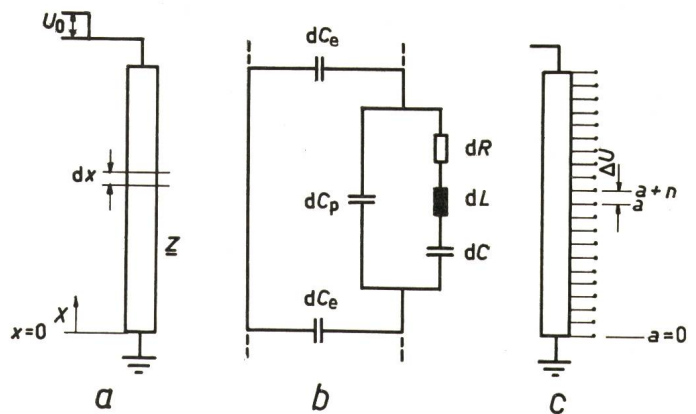 U₀
dx
Z
X
x=0
a
dCₑ
dR
dCₚ
dL
dC
dCₑ
b
ΔU
a+n
a
a=0
c